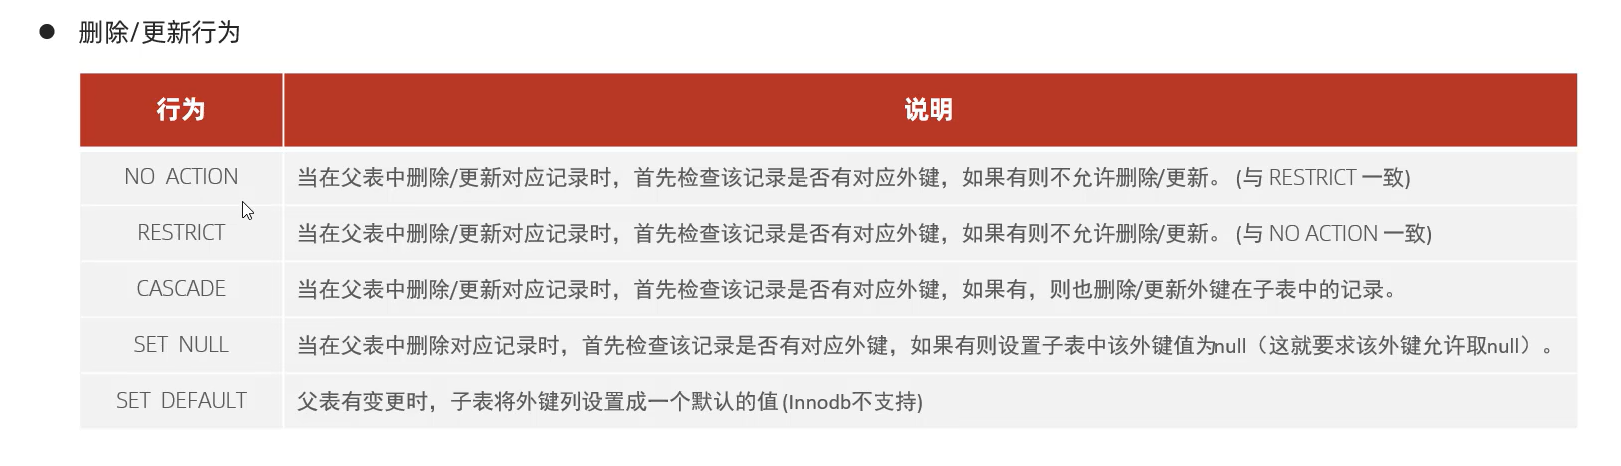 ● 删除/更新行为
行为 说明
NO ACTION 当在父表中删除/更新对应记录时，首先检查该记录是否有对应外键，如果有则不允许删除/更新。 (与 RESTRICT 一致)
RESTRICT 当在父表中删除/更新对应记录时，首先检查该记录是否有对应外键，如果有则不允许删除/更新。 (与 NO ACTION 一致)
CASCADE 当在父表中删除/更新对应记录时，首先检查该记录是否有对应外键，如果有，则也删除/更新外键在子表中的记录。
SET NULL 当在父表中删除对应记录时，首先检查该记录是否有对应外键，如果有则设置子表中该外键值为null（这就要求该外键允许取null）。
SET DEFAULT 父表有变更时，子表将外键列设置成一个默认的值 (Innodb不支持)